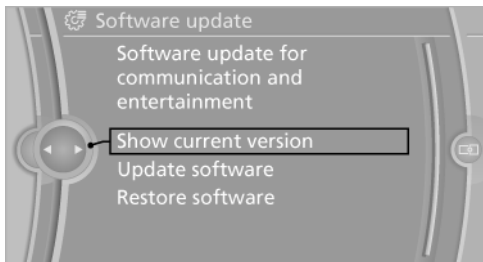 Software update
Software update for
communication and
entertainment
Show current version
Update software
Restore software